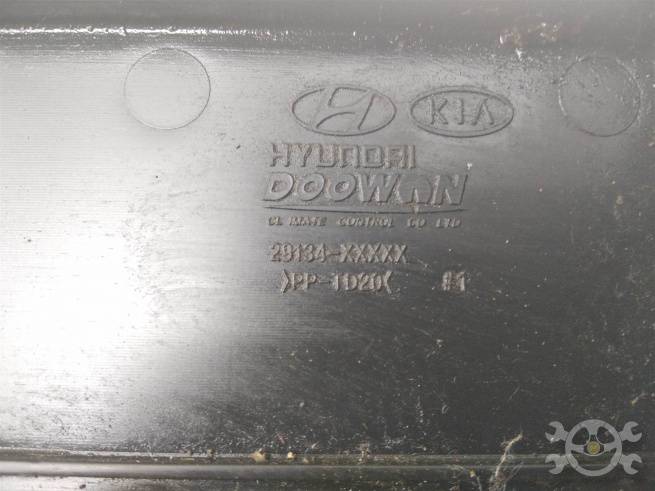 KIA
HYUNDAI
DOOWON
CLIMATE CONTROL CO LTD
29134-XXXXX
>PP-TD20< #1